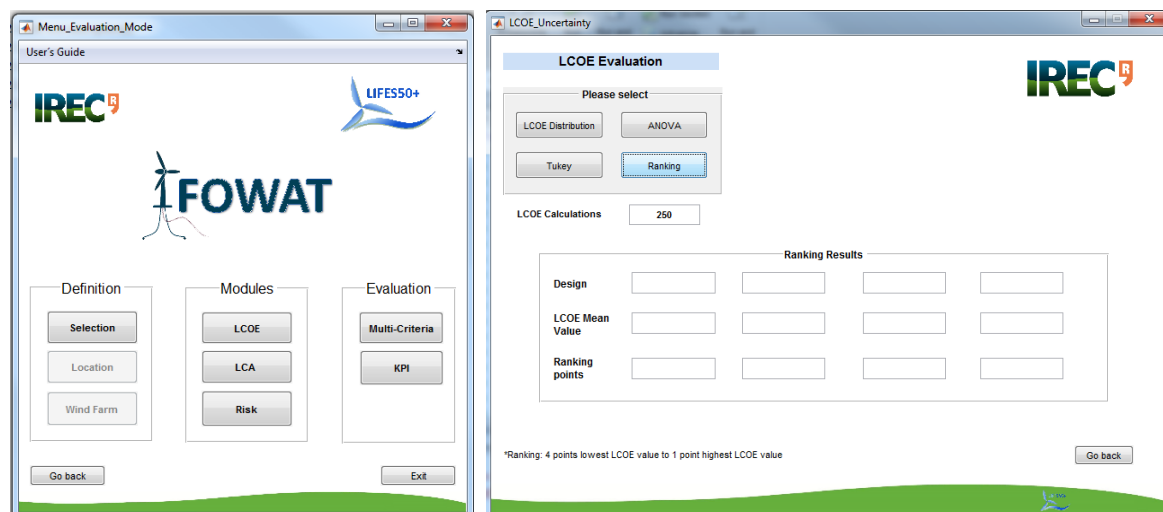 Menu_Evaluation_Mode
User´s Guide
IREC
R
LIFES50+
FOWAT
Definition
Modules
Evaluation
Selection
LCOE
Multi-Criteria
Location
LCA
KPI
Wind Farm
Risk
Go back
Exit
LCOE_Uncertainty
LCOE Evaluation
IREC
R
Please select
LCOE Distribution
ANOVA
Tukey
Ranking
LCOE Calculations
250
Ranking Results
Design
LCOE Mean
Value
Ranking
points
*Ranking: 4 points lowest LCOE value to 1 point highest LCOE value
Go back